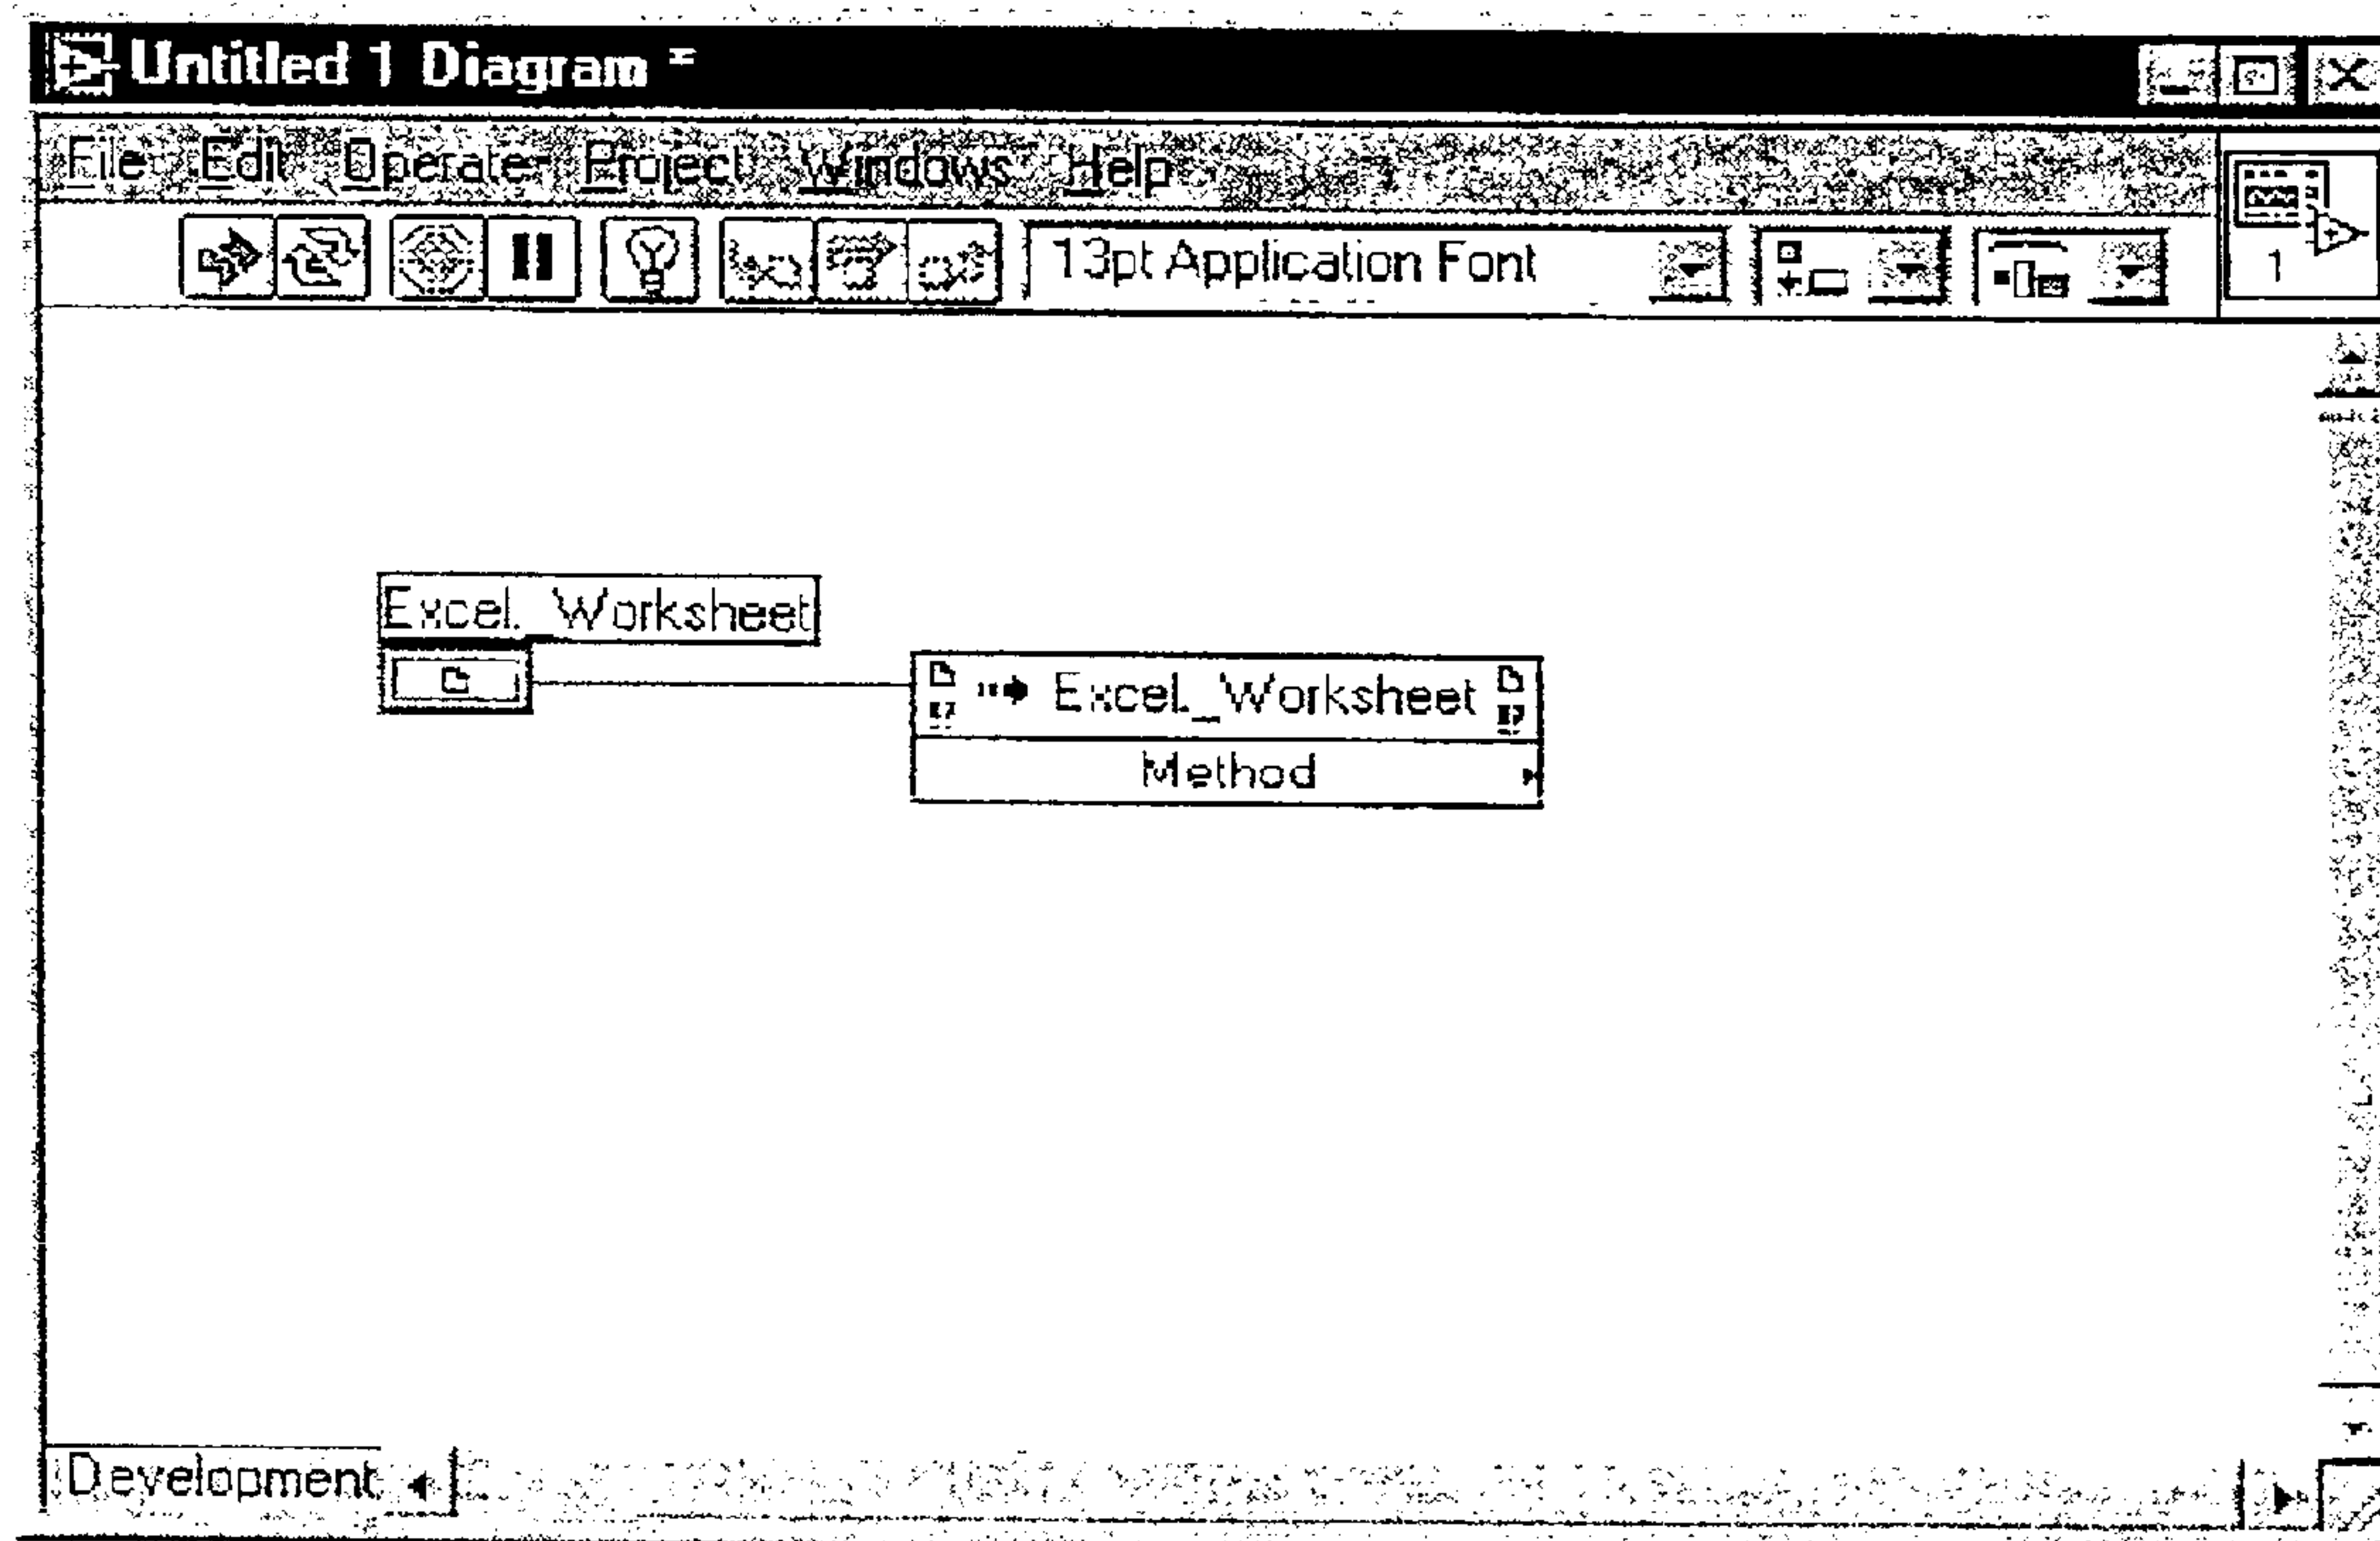 Untitled 1 Diagram *
File Edit Operate Project Windows Help
13pt Application Font
1
Excel._Worksheet
Excel._Worksheet
Method
Development